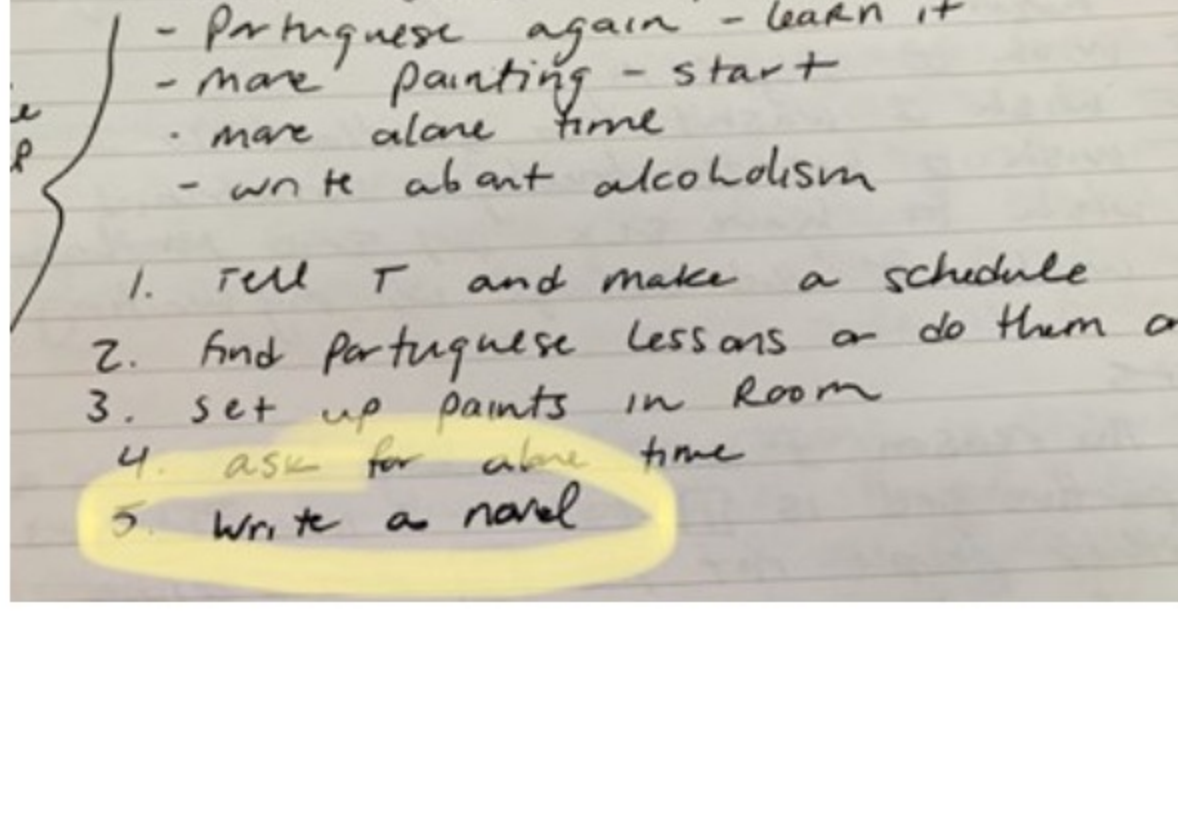 - Portuguese again - learn it
- more painting - start
- more alone time
- write about alcoholism
1. Tell T and make a schedule
2. find Portuguese lessons or do them
3. set up paints in Room
4. ask for alone time
5. write a novel